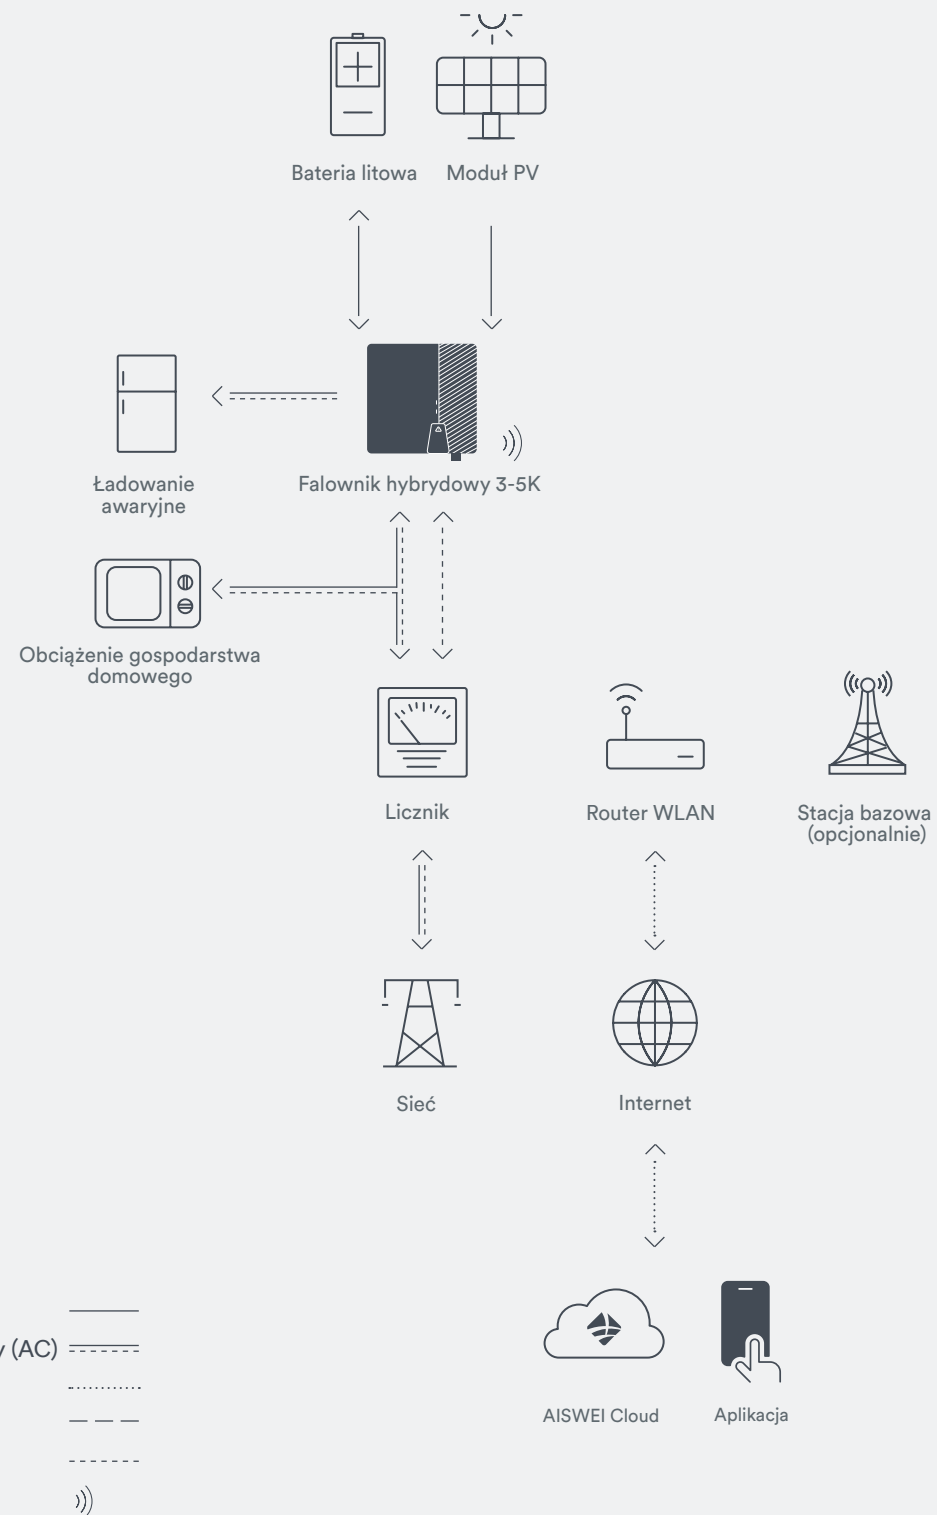 Bateria litowa
Moduł PV
Ładowanie
awaryjne
Falownik hybrydowy 3-5K
Obciążenie gospodarstwa
domowego
Licznik
Router WLAN
Stacja bazowa
(opcjonalnie)
Sieć
Internet
(AC)
AISWEI Cloud
Aplikacja